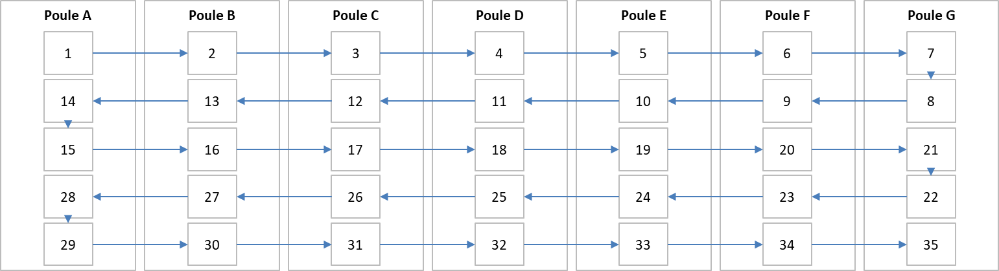 Poule A Poule B Poule C Poule D Poule E Poule F Poule G
1 2 3 4 5 6 7
14 13 12 11 10 9 8
15 16 17 18 19 20 21
28 27 26 25 24 23 22
29 30 31 32 33 34 35